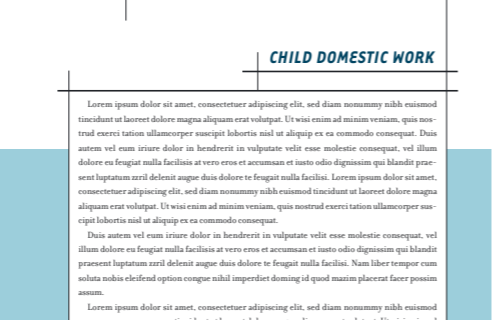 CHILD DOMESTIC WORK
Lorem ipsum dolor sit amet, consectetuer adipiscing elit, sed diam nonummy nibh euismod
tincidunt ut laoreet dolore magna aliquam erat volutpat. Ut wisi enim ad minim veniam, quis nos-
trud exerci tation ullamcorper suscipit lobortis nisl ut aliquip ex ea commodo consequat. Duis
autem vel eum iriure dolor in hendrerit in vulputate velit esse molestie consequat, vel illum
dolore eu feugiat nulla facilisis at vero eros et accumsan et iusto odio dignissim qui blandit prae-
sent luptatum zzril delenit augue duis dolore te feugait nulla facilisi. Lorem ipsum dolor sit amet,
consectetuer adipiscing elit, sed diam nonummy nibh euismod tincidunt ut laoreet dolore magna
aliquam erat volutpat. Ut wisi enim ad minim veniam, quis nostrud exerci tation ullamcorper sus-
cipit lobortis nisl ut aliquip ex ea commodo consequat.
Duis autem vel eum iriure dolor in hendrerit in vulputate velit esse molestie consequat, vel
illum dolore eu feugiat nulla facilisis at vero eros et accumsan et iusto odio dignissim qui blandit
praesent luptatum zzril delenit augue duis dolore te feugait nulla facilisi. Nam liber tempor cum
soluta nobis eleifend option congue nihil imperdiet doming id quod mazim placerat facer possim
assum.
Lorem ipsum dolor sit amet, consectetuer adipiscing elit, sed diam nonummy nibh euismod